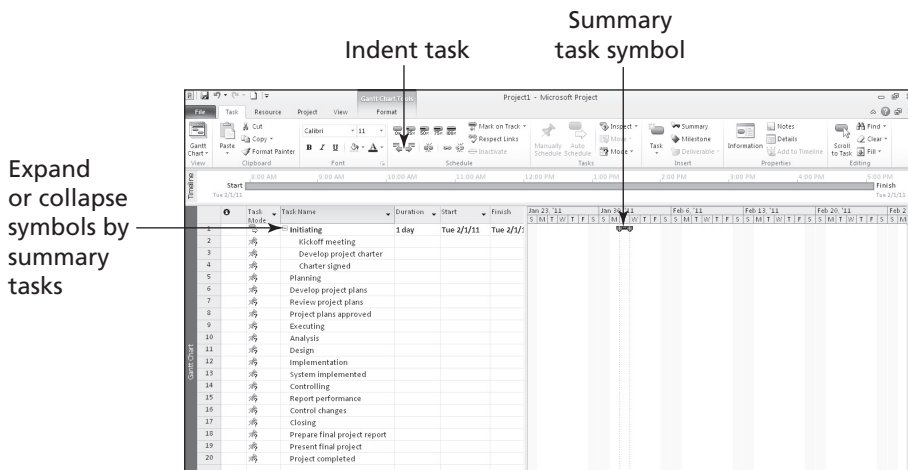 Summary
task symbol
Indent task
Expand
or collapse
symbols by
summary
tasks
Gantt Chart Tools
Project1 - Microsoft Project
File Task Resource Project View Format
Cut Calibri 11 Mark on Track Inspect Summary Notes Find
Gantt Chart Paste Copy Respect Links Manually Schedule Auto Schedule Move Task Milestone Information Details Scroll to Task Clear
Format Painter B I U A Inactivate Mode Deliverable Add to Timeline Fill
View Clipboard Font Schedule Tasks Insert Properties Editing
Timeline
8:00 AM 9:00 AM 10:00 AM 11:00 AM 12:00 PM 1:00 PM 2:00 PM 3:00 PM 4:00 PM 5:00 PM
Start Finish
Tue 2/1/11 Tue 2/1/11
Task Mode Task Name Duration Start Finish
Jan 23, '11 Jan 30, '11 Feb 6, '11 Feb 13, '11 Feb 20, '11 Feb 2
S M T W T F S S M T W T F S S M T W T F S S M T W T F S S M T W T F S S M
1 Initiating 1 day Tue 2/1/11 Tue 2/1/1
2 Kickoff meeting
3 Develop project charter
4 Charter signed
5 Planning
6 Develop project plans
7 Review project plans
8 Project plans approved
9 Executing
10 Analysis
11 Design
12 Implementation
13 System implemented
14 Controlling
15 Report performance
16 Control changes
17 Closing
18 Prepare final project report
19 Present final project
20 Project completed
Gantt Chart